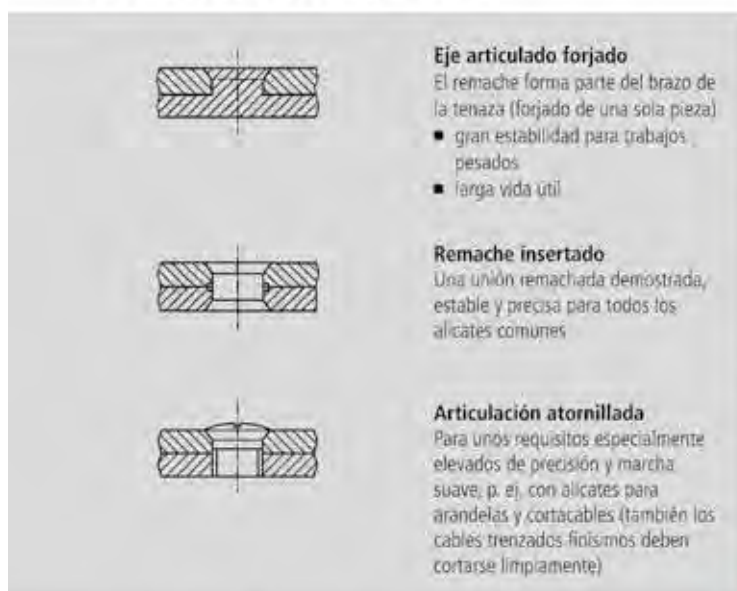 Eje articulado forjado
El remache forma parte del brazo de
la tenaza (forjado de una sola pieza)
■ gran estabilidad para trabajos
pesados
■ larga vida útil
Remache insertado
Una unión remachada demostrada,
estable y precisa para todos los
alicates comunes
Articulación atornillada
Para unos requisitos especialmente
elevados de precisión y marcha
suave, p. ej. con alicates para
arandelas y cortacables (también los
cables trenzados finísimos deben
cortarse limpiamente)